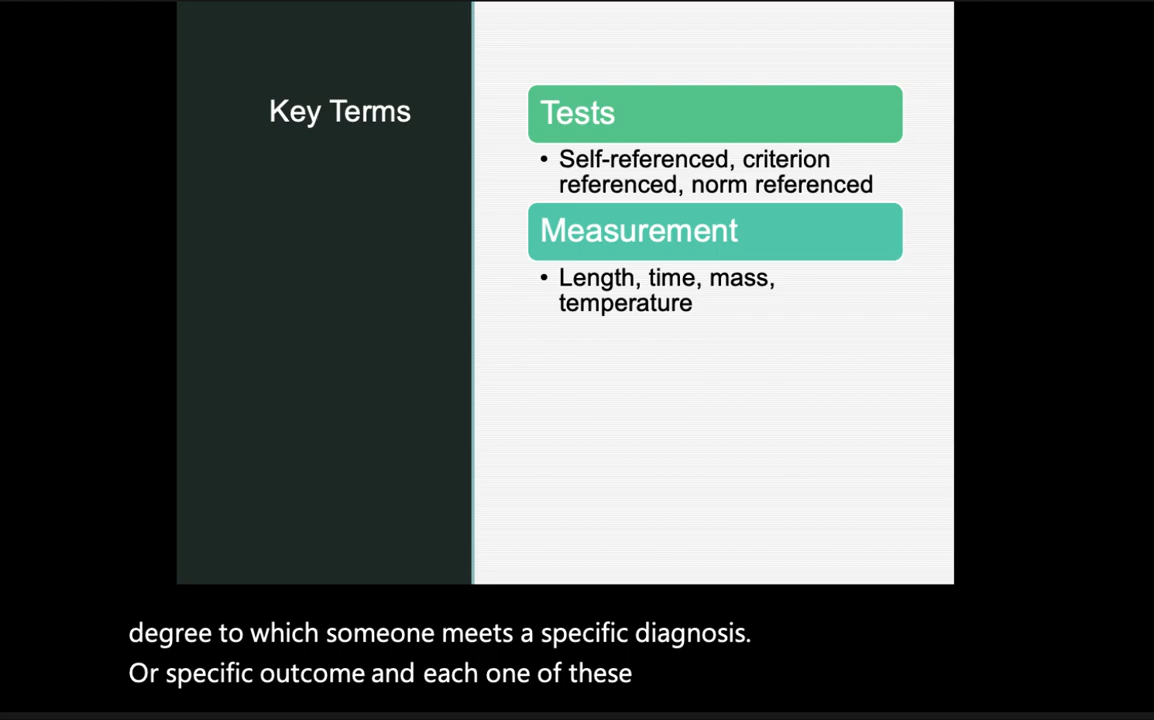 Key Terms
Tests
• Self-referenced, criterion
referenced, norm referenced
Measurement
• Length, time, mass,
temperature
degree to which someone meets a specific diagnosis.
Or specific outcome and each one of these